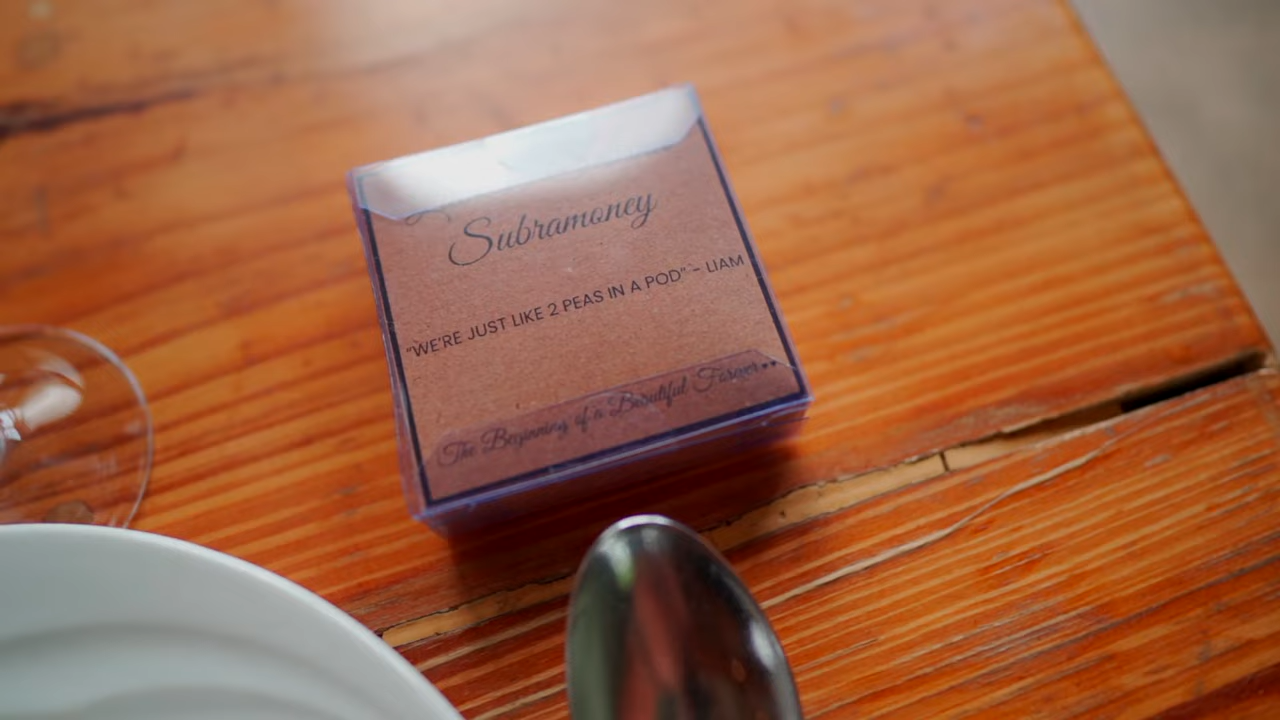 Subramoney
“WE'RE JUST LIKE 2 PEAS IN A POD” - LIAM
The Beginning of a Beautiful Forever♥♥